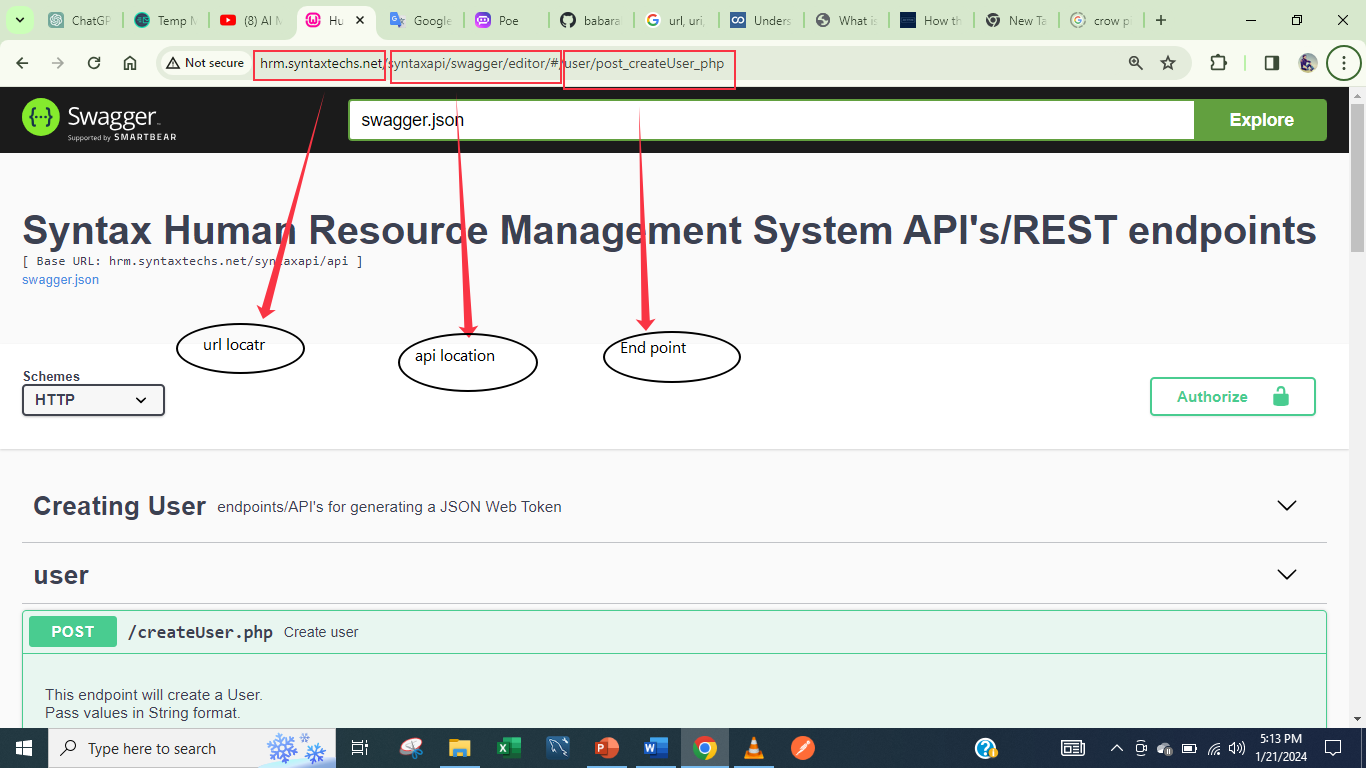 ChatGP
Temp M
(8) AI M
Hu
Google
Poe
babara
url, uri,
Unders
What is
How th
New Ta
crow p
Not secure
hrm.syntaxtechs.net/syntaxapi/swagger/editor/#/user/post_createUser_php
Swagger
Supported by SMARTBEAR
swagger.json
Explore
Syntax Human Resource Management System API's/REST endpoints
[ Base URL: hrm.syntaxtechs.net/syntaxapi/api ]
swagger.json
url locatr
api location
End point
Schemes
HTTP
Authorize
Creating User endpoints/API's for generating a JSON Web Token
user
POST /createUser.php Create user
This endpoint will create a User.
Pass values in String format.
Type here to search
5:13 PM
1/21/2024